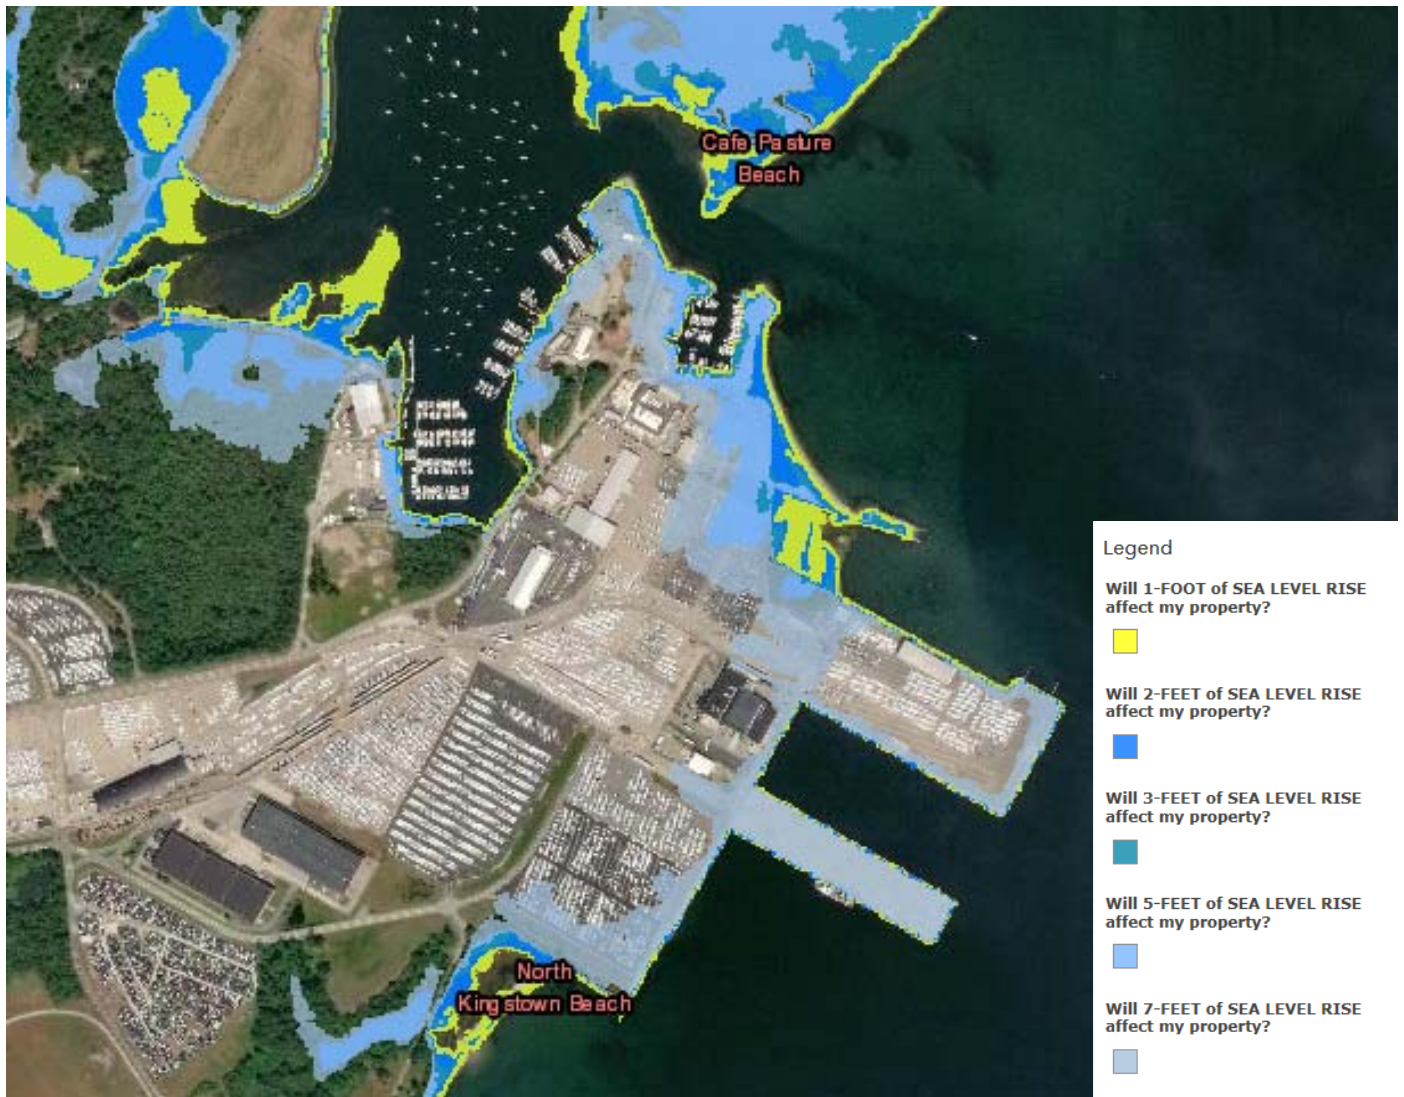 Cafe Pasture
Beach
North
Kingstown Beach
Legend
Will 1-FOOT of SEA LEVEL RISE
affect my property?
Will 2-FEET of SEA LEVEL RISE
affect my property?
Will 3-FEET of SEA LEVEL RISE
affect my property?
Will 5-FEET of SEA LEVEL RISE
affect my property?
Will 7-FEET of SEA LEVEL RISE
affect my property?